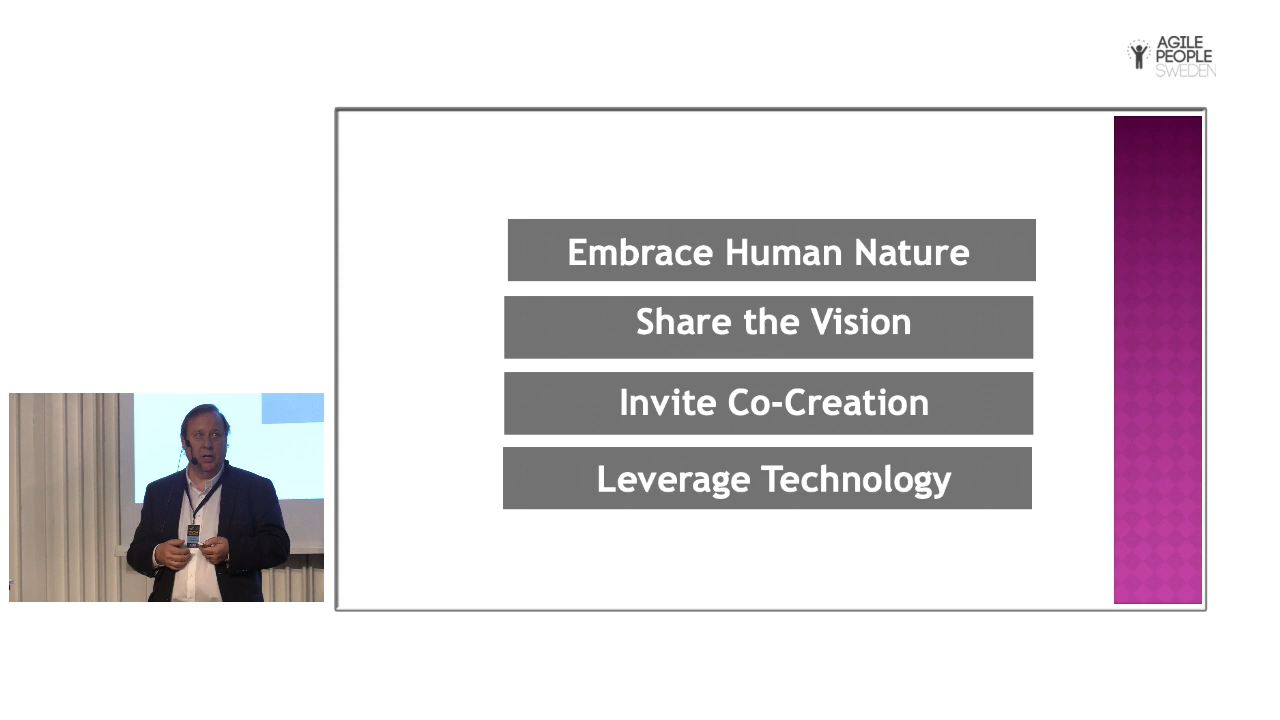 AGILE
PEOPLE
SWEDEN
Embrace Human Nature
Share the Vision
Invite Co-Creation
Leverage Technology